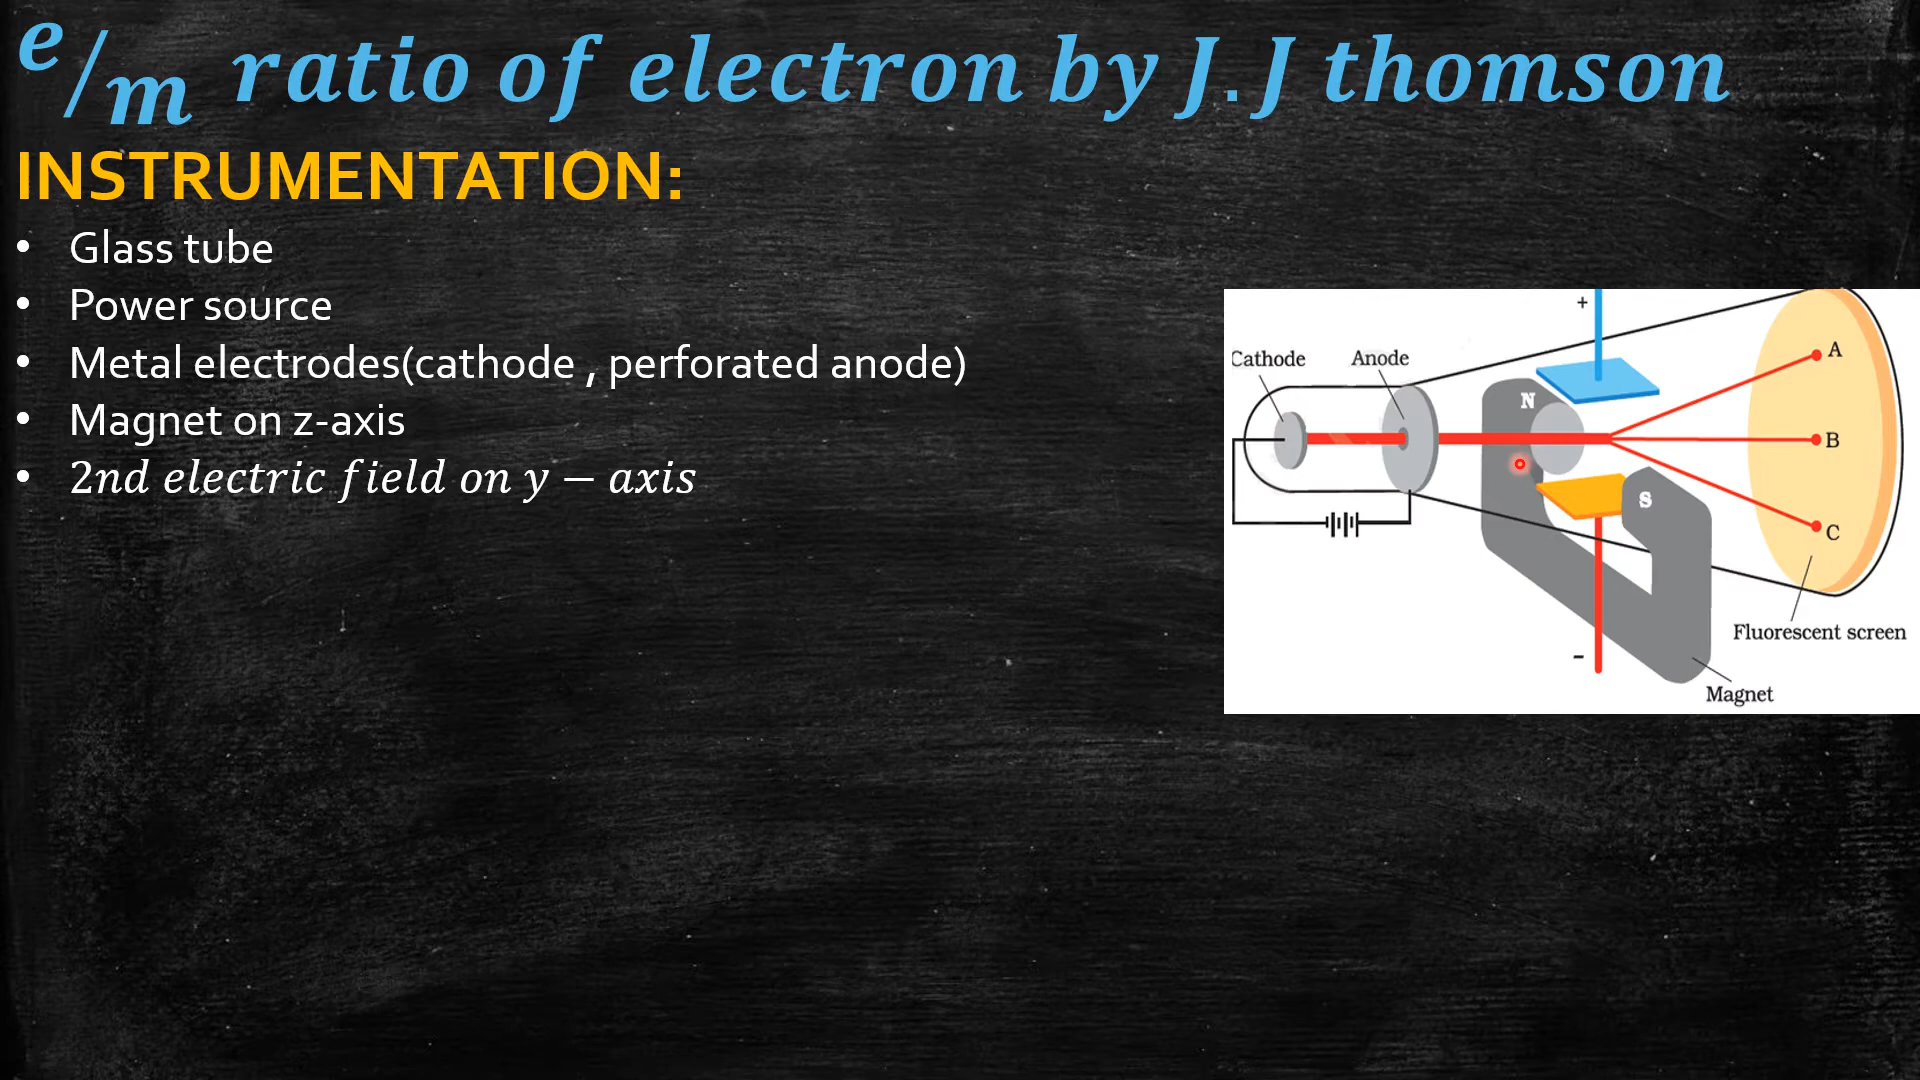 e/m ratio of electron by J.J thomson
INSTRUMENTATION:
• Glass tube
• Power source
• Metal electrodes(cathode , perforated anode)
• Magnet on z-axis
• 2nd electric field on y − axis
+
Cathode
Anode
A
N
B
S
C
Fluorescent screen
−
Magnet